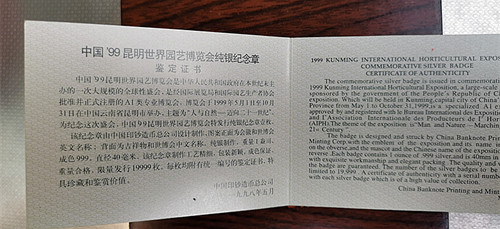 中国'99昆明世界园艺博览会纯银纪念章
鉴定证书
中国'99昆明世界园艺博览会是中华人民共和国政府在本世纪末主
办的一次大规模的全球性盛会,是经国际展览局和国际园艺生产者协会
批准并正式注册的A1类专业博览会。博览会于1999年5月1日至10月
31日在中国云南省昆明市举办,主题为“人与自然—迈向二十一世纪”。
为纪念这次盛会,中国'99昆明世界园艺博览会特发行纯银纪念章1枚。
该纪念章由中国印钞造币总公司设计制作,图案正面为会徽和世博会
英文名称;背面为吉祥物和世博会中文名称。纯银制作,重量1盎司、
成色999,直径40毫米。该纪念章制作工艺精细,包装新颖,成色保证、
重量合格,限量发行19999枚,每枚均附有统一编号的鉴定证书,特
具珍藏和鉴赏价值。
中国印钞造币总公司
一九九八年五月
1999 KUNMING INTERNATIONAL HORTICULTURAL EXPOS
COMMEMORATIVE SILVER BADGE
CERTIFICATE OF AUTHENTICITY
The commemorative silver badge is issued in commemorat
1999 Kunming International Horticultural Exposition, a large-scale
sponsored by the government of the People's Republic of C
exposition. Which will be held in Kunming,capital city of China
Province from May 1 to October 31,1999,is a specialized. A1 e
approved by and registered with the International Bureau des Exposit
and L'Association Internationals des Producteurs de l' Hor
(AIPH).The theme of the exposition is "Man and Nature—Marching
21st Century".
The badge is designed and struck by China Banknote Prin
Minting Corp.with the emblem of the exposition and its name in
on the obverse,and the mascot and the Chinese name of the exposition
reverse.Each badge contains 1 ounce of .999 silver,and is 40mm in
with exquisite workmanship and elegant packing. The quality and
the badge are guaranteed. The number of the silver badge issued
limited to 19,999. A certificate of authenticity with a serial numbe
with each silver badge which is of a high value of collection.
China Banknote Printing and Mint